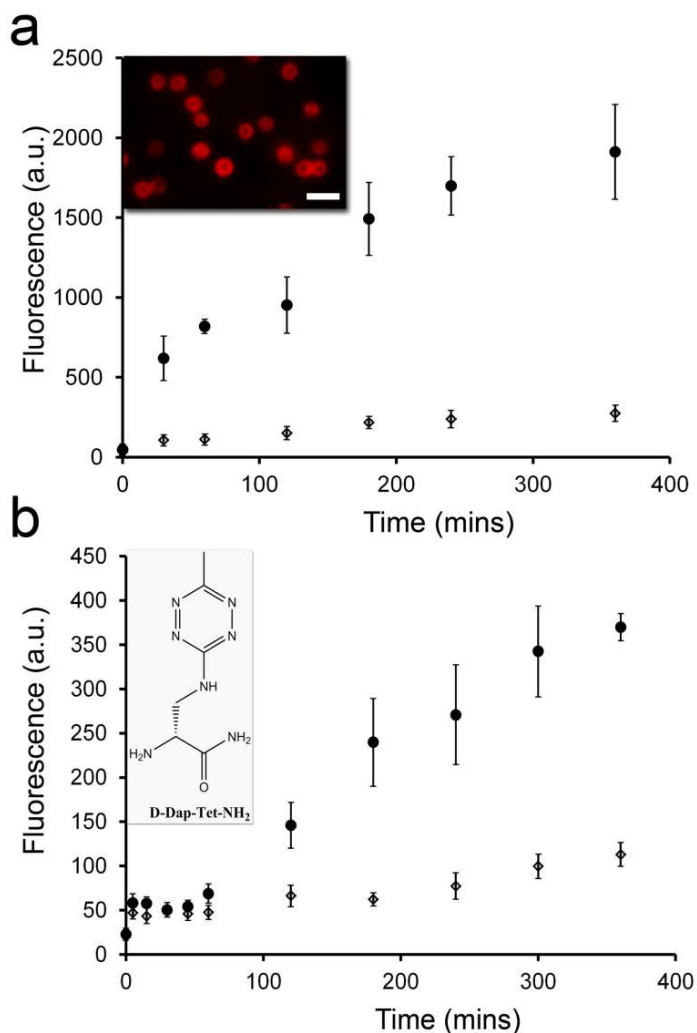 a
2500
2000
1500
1000
500
0
Fluorescence (a.u.)
0 100 200 300 400
Time (mins)
b
450
400
350
300
250
200
150
100
50
0
Fluorescence (a.u.)
N N
N N
NH
H₂N NH₂
O
D-Dap-Tet-NH₂
0 100 200 300 400
Time (mins)